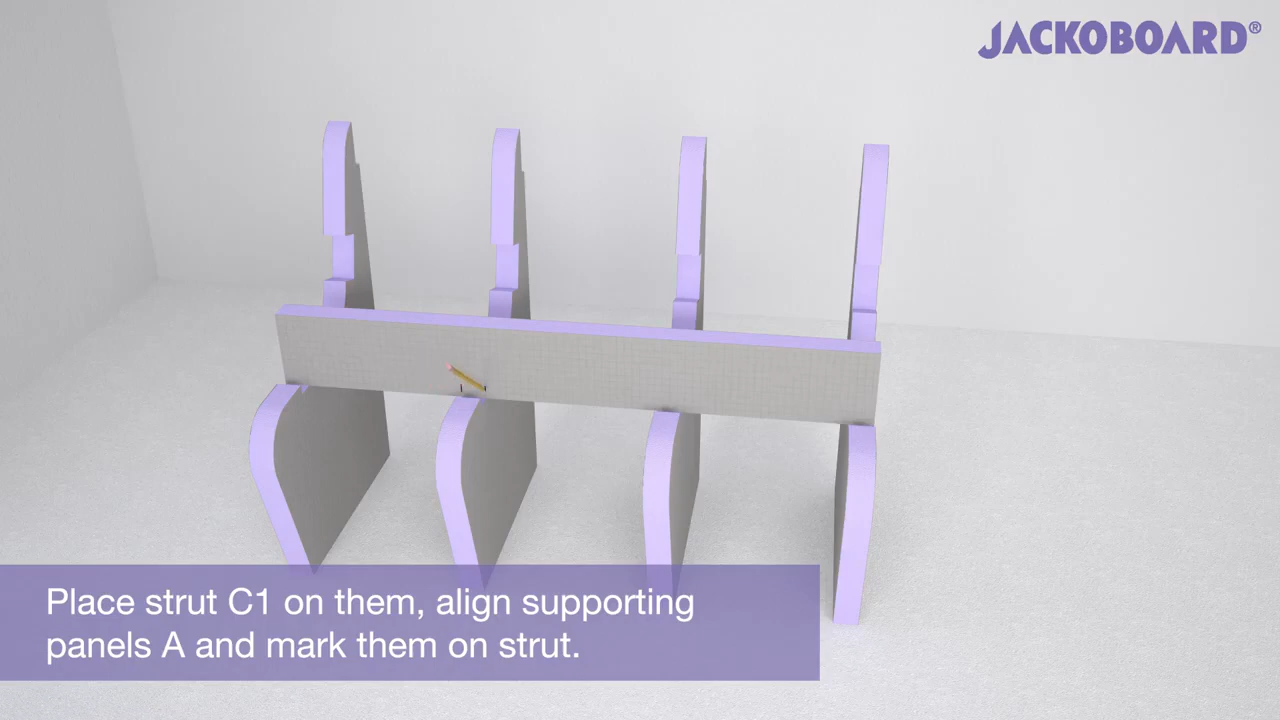 JACKOBOARD®
Place strut C1 on them, align supporting
panels A and mark them on strut.